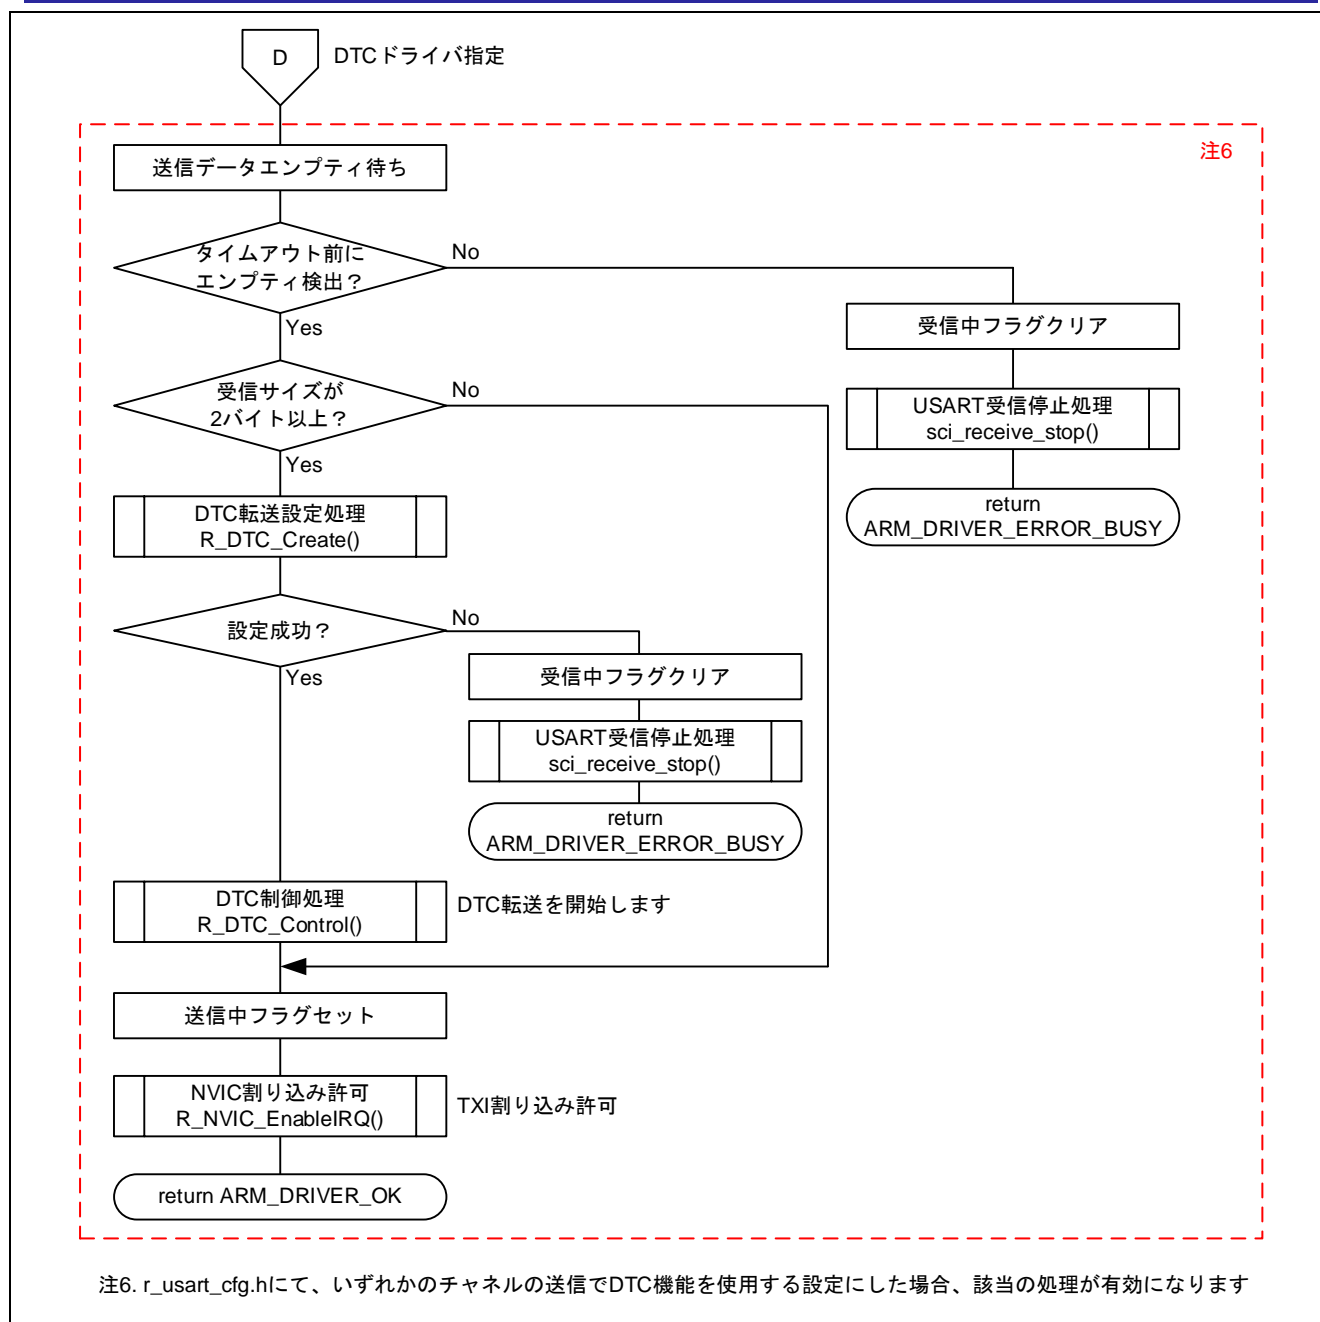 D
DTCドライバ指定
注6
送信データエンプティ待ち
タイムアウト前に
エンプティ検出？
No
Yes
受信中フラグクリア
USART受信停止処理
sci_receive_stop()
return
ARM_DRIVER_ERROR_BUSY
受信サイズが
2バイト以上？
No
Yes
DTC転送設定処理
R_DTC_Create()
設定成功？
No
Yes
受信中フラグクリア
USART受信停止処理
sci_receive_stop()
return
ARM_DRIVER_ERROR_BUSY
DTC制御処理
R_DTC_Control()
DTC転送を開始します
送信中フラグセット
NVIC割り込み許可
R_NVIC_EnableIRQ()
TXI割り込み許可
return ARM_DRIVER_OK
注6. r_usart_cfg.hにて、いずれかのチャネルの送信でDTC機能を使用する設定にした場合、該当の処理が有効になります